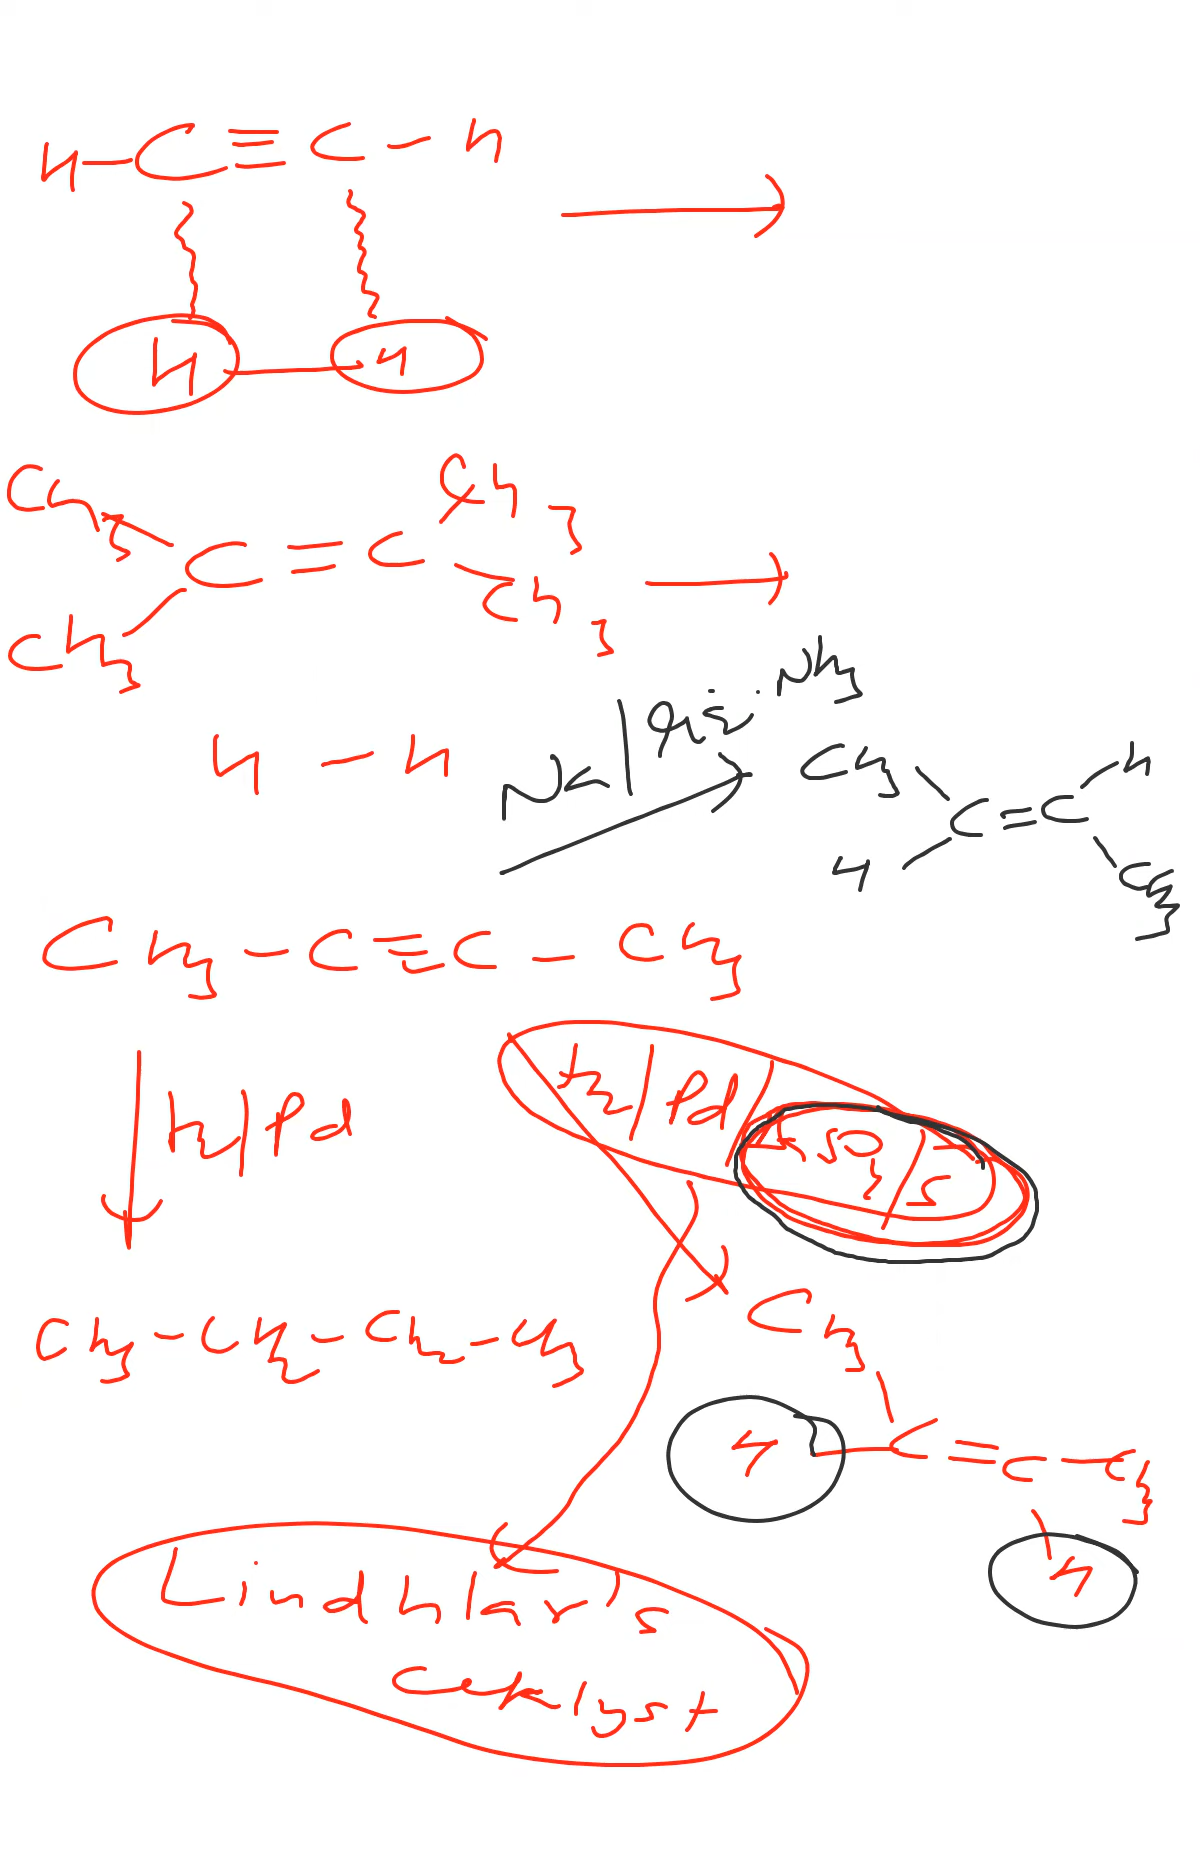 H-C≡C-H
H-H
CH3 CH3
C=C
CH3 CH3
H-H
Na/liq. NH3
CH3 H
C=C
H CH3
CH3-C≡C-CH3
H2/Pd
H2/Pd/BaSO4/S
CH3-CH2-CH2-CH3
CH3
H-C=C-CH3
H
Lindhlar's
catalyst